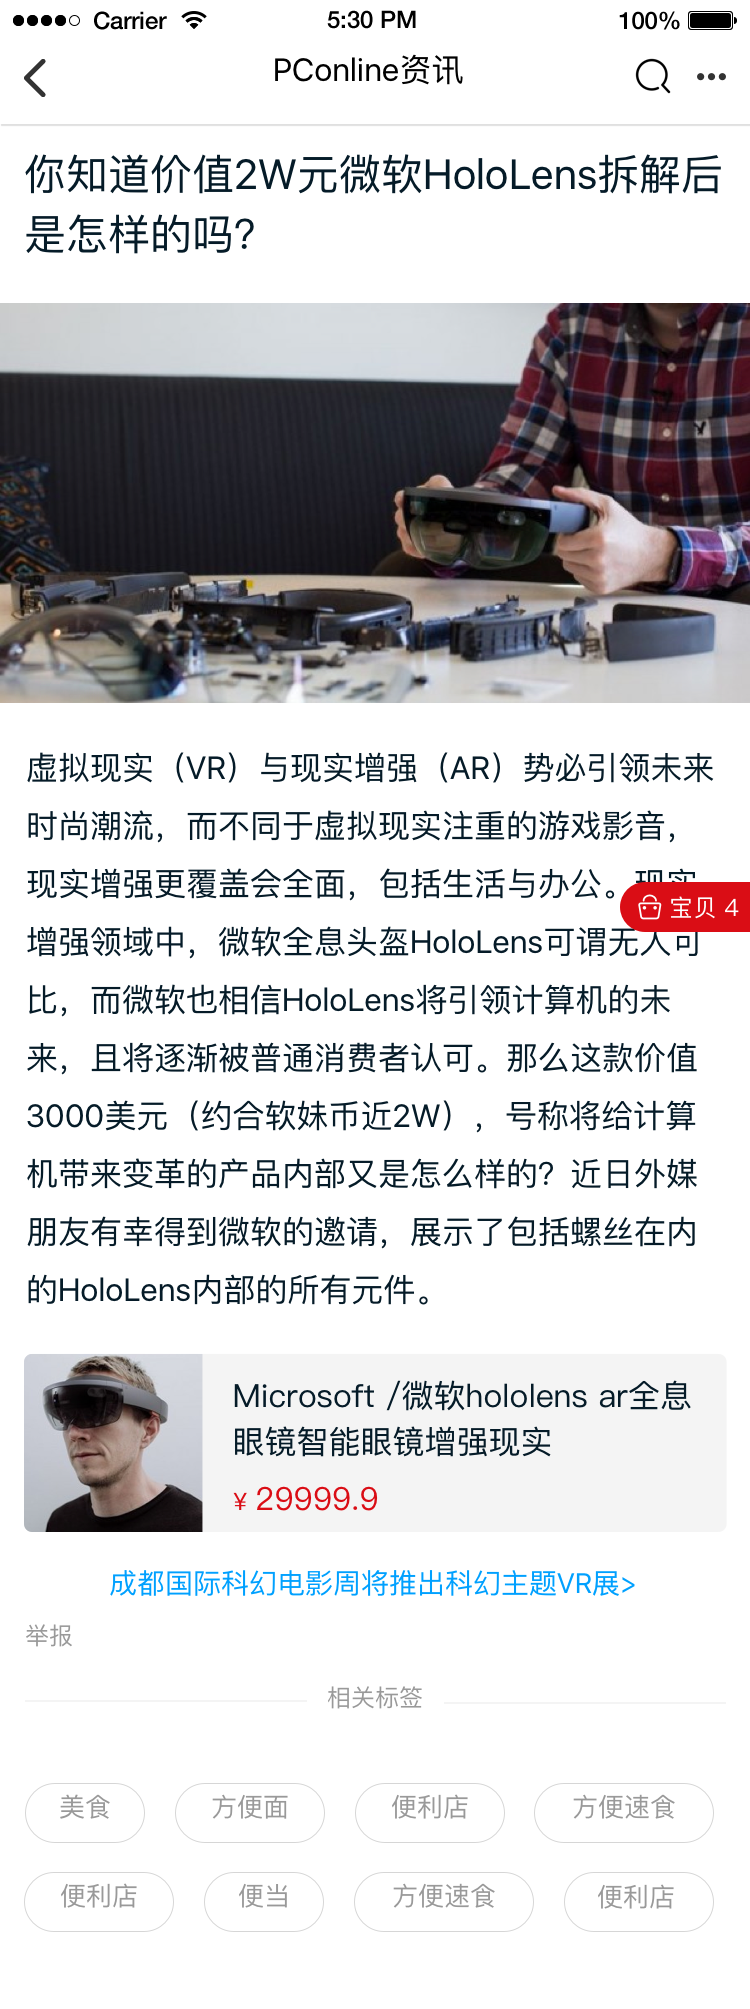 Carrier 5:30 PM 100%
PConline资讯
你知道价值2W元微软HoloLens拆解后
是怎样的吗?
虚拟现实（VR）与现实增强（AR）势必引领未来
时尚潮流，而不同于虚拟现实注重的游戏影音，
现实增强更覆盖会全面，包括生活与办公。现实
宝贝 4
增强领域中，微软全息头盔HoloLens可谓无人可
比，而微软也相信HoloLens将引领计算机的未
来，且将逐渐被普通消费者认可。那么这款价值
3000美元（约合软妹币近2W），号称将给计算
机带来变革的产品内部又是怎么样的？近日外媒
朋友有幸得到微软的邀请，展示了包括螺丝在内
的HoloLens内部的所有元件。
Microsoft /微软hololens ar全息
眼镜智能眼镜增强现实
¥ 29999.9
成都国际科幻电影周将推出科幻主题VR展>
举报
相关标签
美食 方便面 便利店 方便速食
便利店 便当 方便速食 便利店